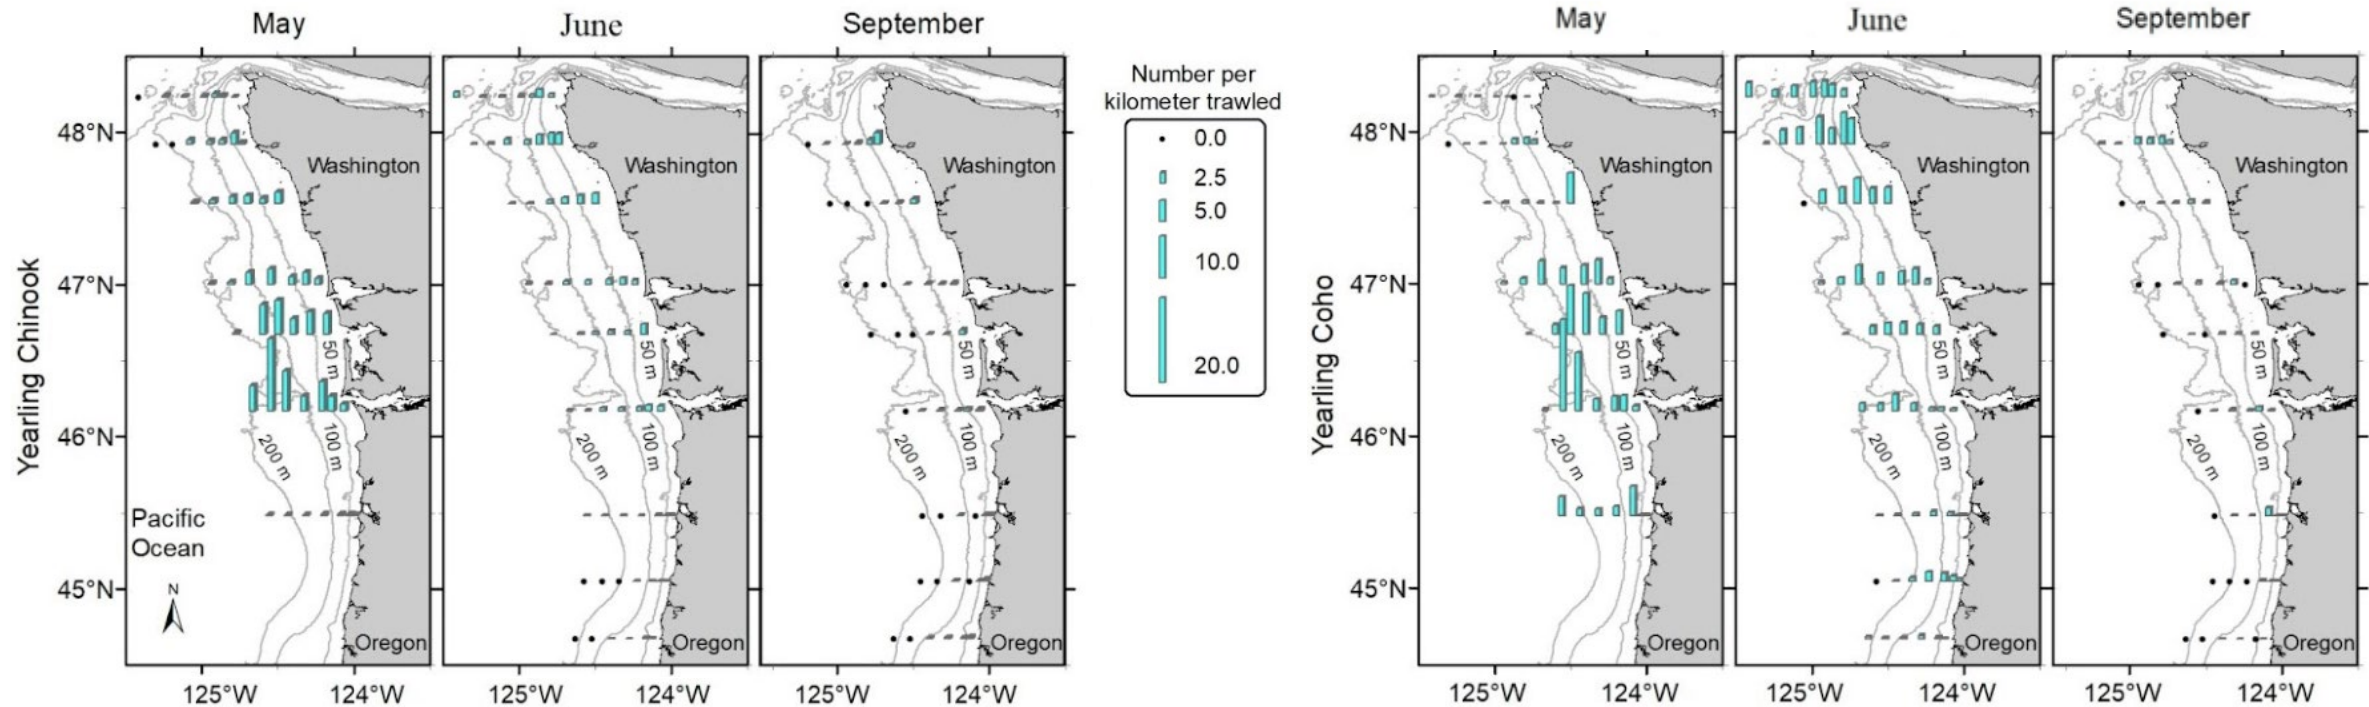 May
June
September
Yearling Chinook
48°N
47°N
46°N
45°N
Washington
50 m
100 m
200 m
Pacific
Ocean
N
Oregon
125°W
124°W
Washington
50 m
100 m
200 m
Oregon
125°W
124°W
Washington
50 m
100 m
200 m
Oregon
125°W
124°W
Number per
kilometer trawled
0.0
2.5
5.0
10.0
20.0
May
June
September
Yearling Coho
48°N
47°N
46°N
45°N
Washington
50 m
100 m
200 m
Oregon
125°W
124°W
Washington
50 m
100 m
200 m
Oregon
125°W
124°W
Washington
50 m
100 m
200 m
Oregon
125°W
124°W